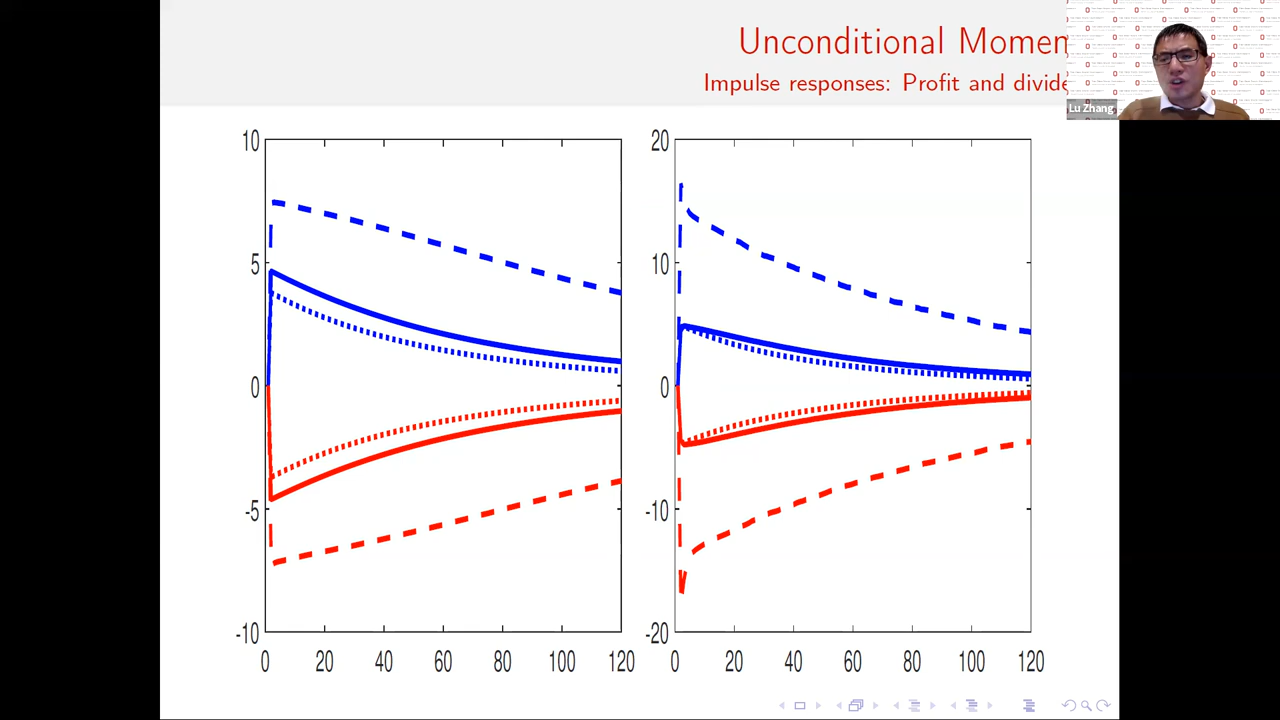 Unconditional Momen
Impulse responses: Profit and divide
Lu Zhang
10
5
0
-5
-10
0 20 40 60 80 100 120
20
10
0
-10
-20
0 20 40 60 80 100 120